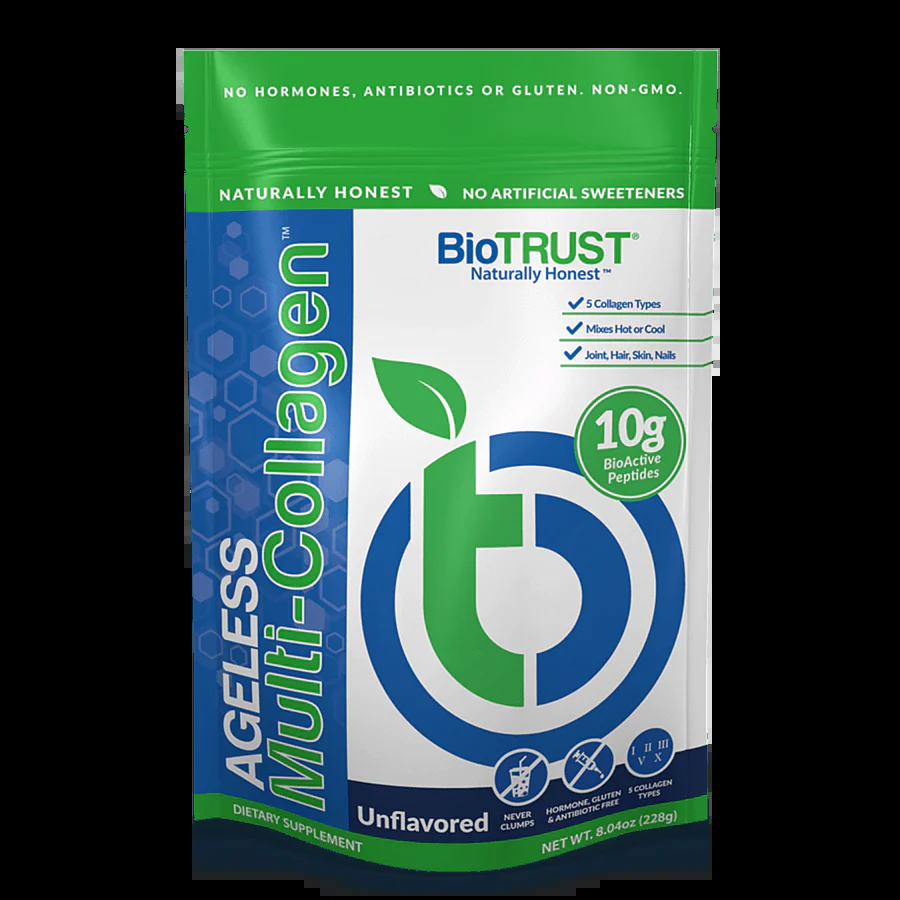 NO HORMONES, ANTIBIOTICS OR GLUTEN. NON-GMO.
NATURALLY HONEST NO ARTIFICIAL SWEETENERS
BioTRUST®
Naturally Honest™
5 Collagen Types
Mixes Hot or Cool
Joint, Hair, Skin, Nails
10g
BioActive
Peptides
AGELESS
Multi-Collagen™
I II III
V X
NEVER
CLUMPS
HORMONE, GLUTEN
& ANTIBIOTIC FREE
5 COLLAGEN
TYPES
Unflavored
DIETARY SUPPLEMENT
NET WT. 8.04oz (228g)